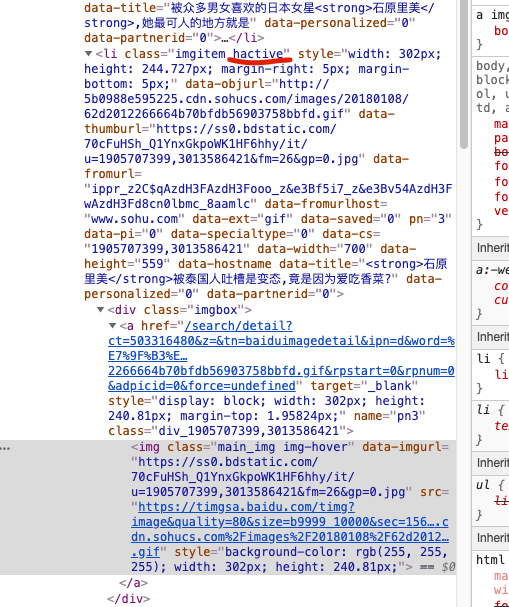 data-title="被众多男女喜欢的日本女星<strong>石原里美</
strong>,她最可人的地方就是" data-personalized="0"
data-partnerid="0">…</li>
▼<li class="imgitem hactive" style="width: 302px;
height: 244.727px; margin-right: 5px; margin-
bottom: 5px;" data-objurl="http://
5b0988e595225.cdn.sohucs.com/images/20180108/
62d2012266664b70bfdb56903758bbfd.gif" data-
thumburl="https://ss0.bdstatic.com/
70cFuHSh_Q1YnxGkpoWK1HF6hhy/it/
u=1905707399,3013586421&fm=26&gp=0.jpg" data-
fromurl=
"ippr_z2C$qAzdH3FAzdH3Fooo_z&e3Bf5i7_z&e3Bv54AzdH3F
wAzdH3Fd8cn0lbmc_8aamlc" data-fromurlhost=
"www.sohu.com" data-ext="gif" data-saved="0" pn="3"
data-pi="0" data-specialtype="0" data-cs=
"1905707399,3013586421" data-width="700" data-
height="559" data-hostname data-title="<strong>石原
里美</strong>被泰国人吐槽是变态,竟是因为爱吃香菜?" data-
personalized="0" data-partnerid="0">
▼<div class="imgbox">
▼<a href="/search/detail?
ct=503316480&z=&tn=baiduimagedetail&ipn=d&word=%
E7%9F%B3%E…
2266664b70bfdb56903758bbfd.gif&rpstart=0&rpnum=0
&adpicid=0&force=undefined" target="_blank"
style="display: block; width: 302px; height:
240.81px; margin-top: 1.95824px;" name="pn3"
class="div_1905707399,3013586421">
… <img class="main_img img-hover" data-imgurl=
"https://ss0.bdstatic.com/
70cFuHSh_Q1YnxGkpoWK1HF6hhy/it/
u=1905707399,3013586421&fm=26&gp=0.jpg" src=
"https://timgsa.baidu.com/timg?
image&quality=80&size=b9999_10000&sec=156….c
dn.sohucs.com%2Fimages%2F20180108%2F62d2012…
.gif" style="background-color: rgb(255, 255,
255); width: 302px; height: 240.81px;"> == $0
</a>
</div>
a img
bo
}
body,
block
ol, u
td, a
ma
pa
bo
fo
fo
fo
ve
}
Inherit
a:-we
co
cu
}
Inherit
li {
li
}
li {
te
}
Inherit
ul {
li
}
Inherit
html
ma
wi